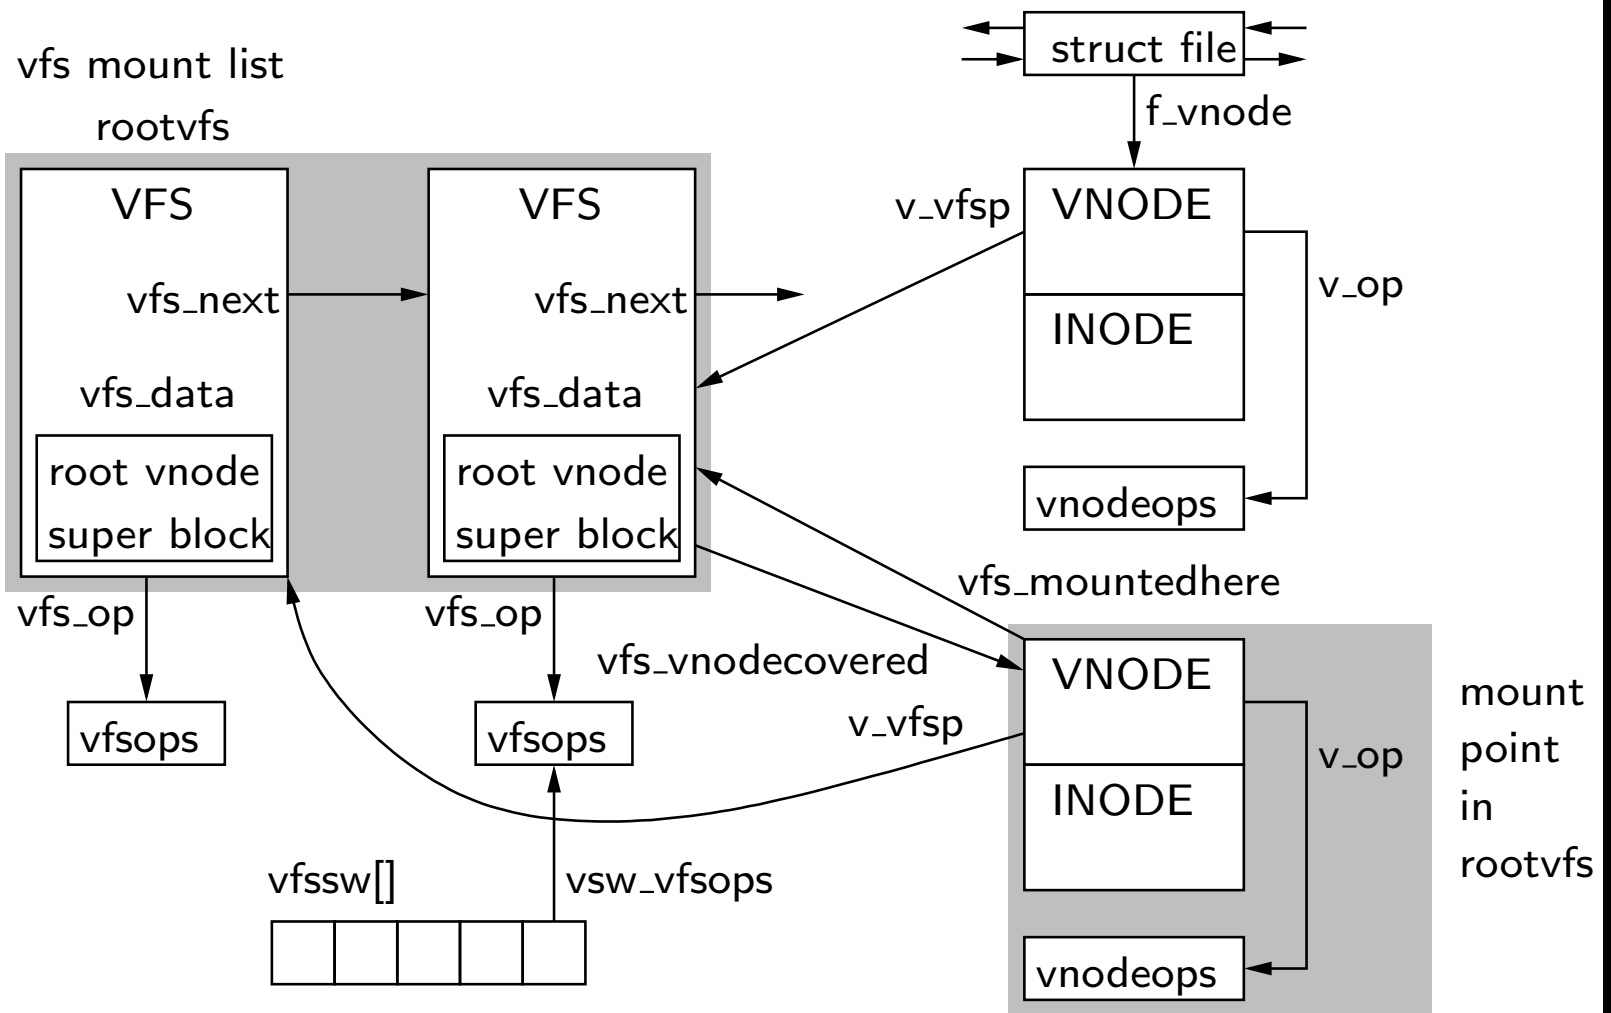 struct file
vfs mount list
rootvfs
f_vnode
VFS
vfs_next
vfs_data
root vnode
super block
vfs_op
vfsops
VFS
vfs_next
vfs_data
root vnode
super block
vfs_op
vfsops
v_vfsp
VNODE
INODE
v_op
vnodeops
vfs_mountedhere
vfs_vnodecovered
v_vfsp
VNODE
INODE
v_op
vnodeops
mount
point
in
rootvfs
vfssw[]
vsw_vfsops